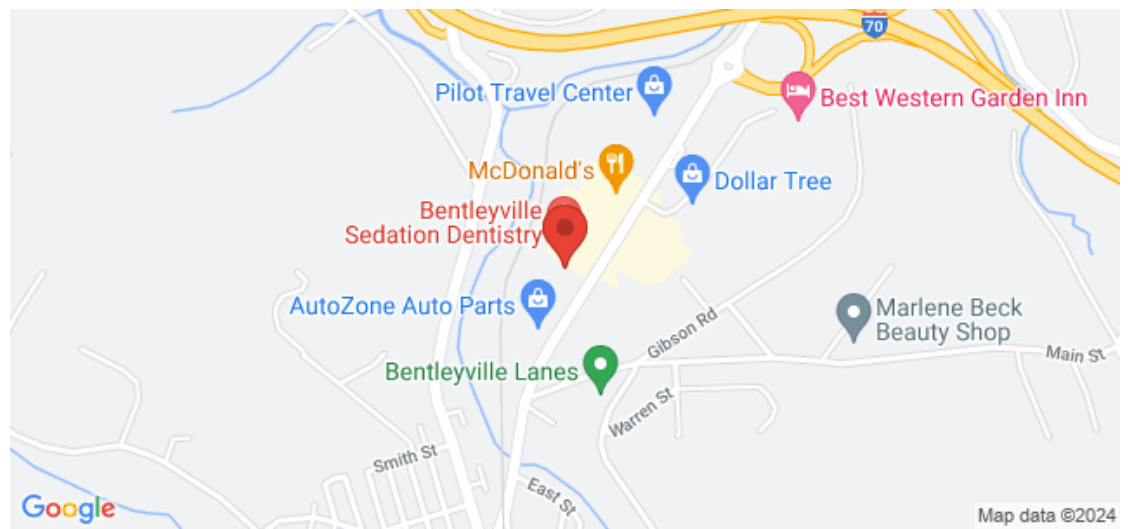 70
Pilot Travel Center
Best Western Garden Inn
McDonald's
Dollar Tree
Bentleyville
Sedation Dentistry
AutoZone Auto Parts
Marlene Beck
Beauty Shop
Gibson Rd
Main St
Bentleyville Lanes
Warren St
Smith St
East St
Google
Map data ©2024